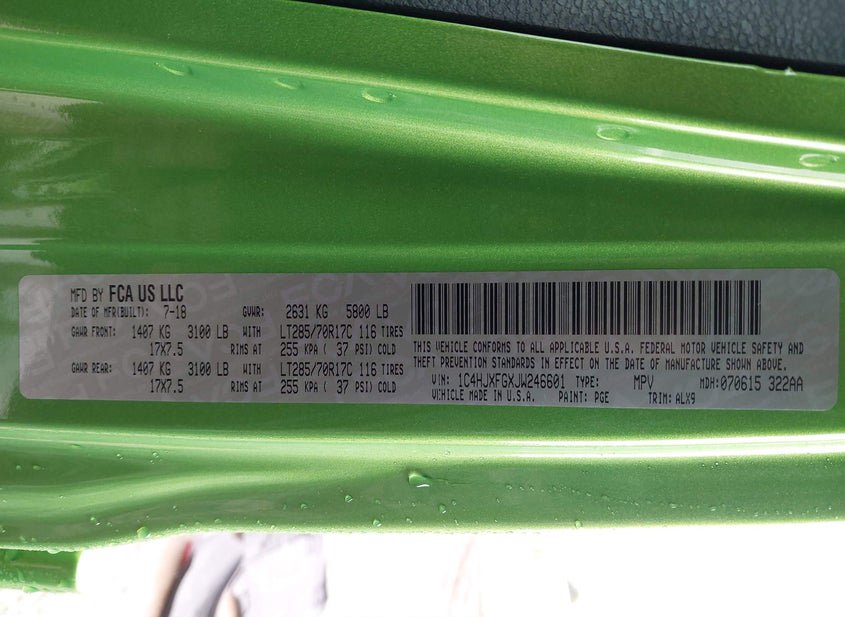 MFD BY FCA US LLC
DATE OF MFR(BUILT): 7-18 GVWR: 2631 KG 5800 LB
GAWR FRONT: 1407 KG 3100 LB WITH LT285/70R17C 116 TIRES
17X7.5 RIMS AT 255 KPA ( 37 PSI) COLD
GAWR REAR: 1407 KG 3100 LB WITH LT285/70R17C 116 TIRES
17X7.5 RIMS AT 255 KPA ( 37 PSI) COLD
THIS VEHICLE CONFORMS TO ALL APPLICABLE U.S.A. FEDERAL MOTOR VEHICLE SAFETY AND
THEFT PREVENTION STANDARDS IN EFFECT ON THE DATE OF MANUFACTURE SHOWN ABOVE.
VIN: 1C4HJXFGXJW246601 TYPE: MPV MDH: 070615 322AA
VEHICLE MADE IN U.S.A. PAINT: PGE TRIM: ALX9